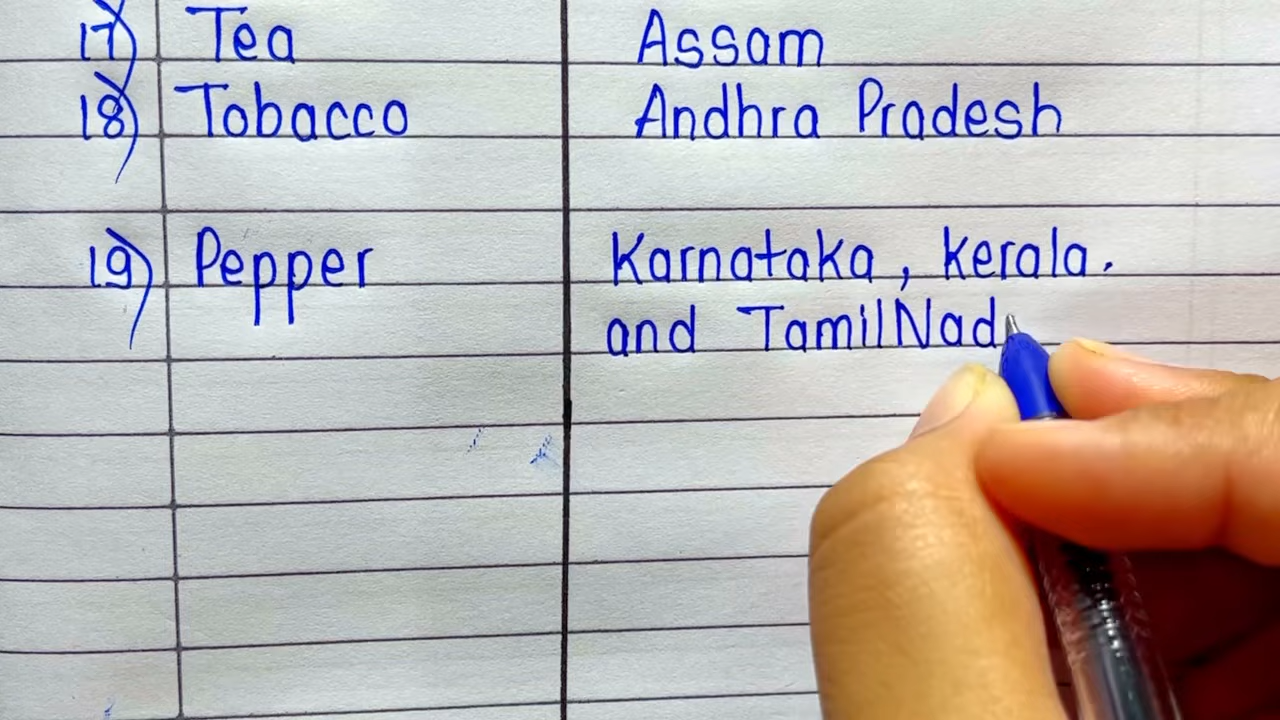 17) Tea Assam
18) Tobacco Andhra Pradesh
19) Pepper Karnataka, Kerala.
and TamilNad